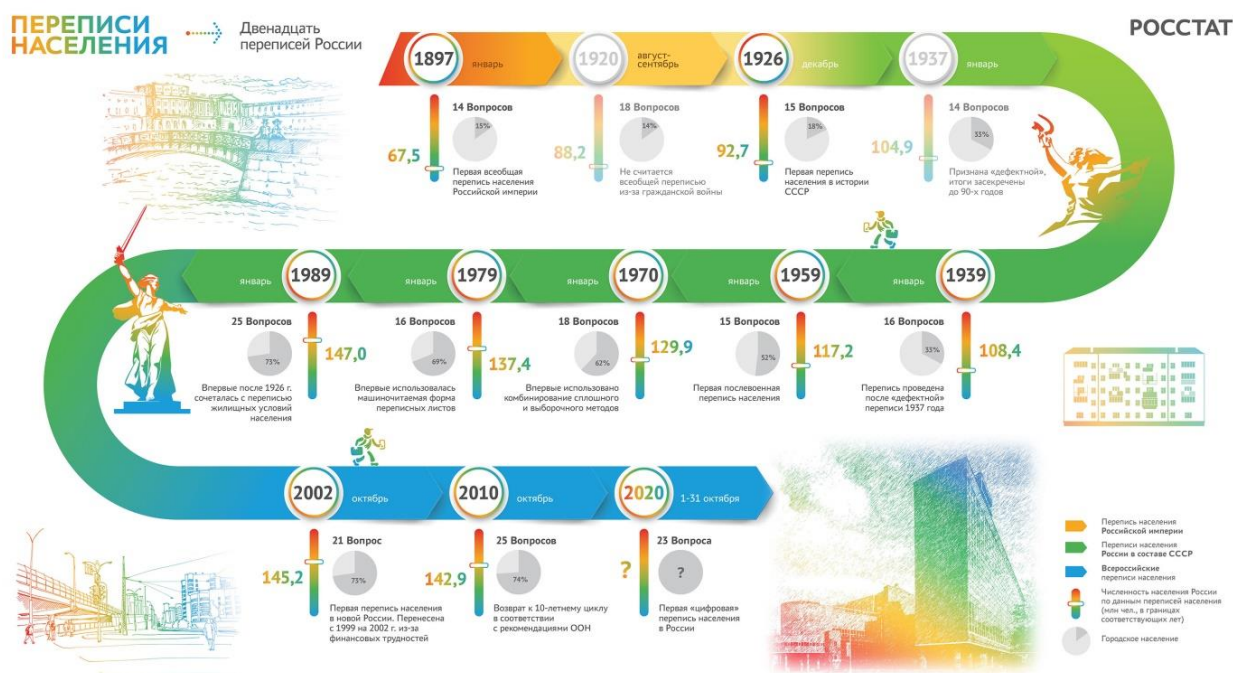 ПЕРЕПИСИ
НАСЕЛЕНИЯ
Двенадцать
переписей России
РОССТАТ
1897
январь
14 Вопросов
15%
67,5
Первая всеобщая
перепись населения
Российской империи
1920
август-
сентябрь
18 Вопросов
14%
88,2
Не считается
всеобщей переписью
из-за гражданской войны
1926
декабрь
15 Вопросов
18%
92,7
Первая перепись
населения в истории
СССР
1937
январь
14 Вопросов
33%
104,9
Признана «дефектной»,
итоги засекречены
до 90-х годов
1939
январь
16 Вопросов
33%
108,4
Перепись проведена
после «дефектной»
переписи 1937 года
1959
январь
15 Вопросов
52%
117,2
Первая послевоенная
перепись населения
1970
январь
18 Вопросов
62%
129,9
Впервые использовано
комбинирование сплошного
и выборочного методов
1979
январь
16 Вопросов
69%
137,4
Впервые использовалась
машиночитаемая форма
переписных листов
1989
январь
25 Вопросов
73%
147,0
Впервые после 1926 г.
сочеталась с переписью
жилищных условий
населения
2002
октябрь
21 Вопрос
73%
145,2
Первая перепись населения
в новой России. Перенесена
с 1999 на 2002 г. из-за
финансовых трудностей
2010
октябрь
25 Вопросов
74%
142,9
Возврат к 10-летнему циклу
в соответствии
с рекомендациями ООН
2020
1-31 октября
23 Вопроса
?
?
Первая «цифровая»
перепись населения
в России
Перепись населения
Российской империи
Переписи населения
России в составе СССР
Всероссийские
переписи населения
Численность населения России
по данным переписей населения
(млн чел., в границах
соответствующих лет)
Городское население